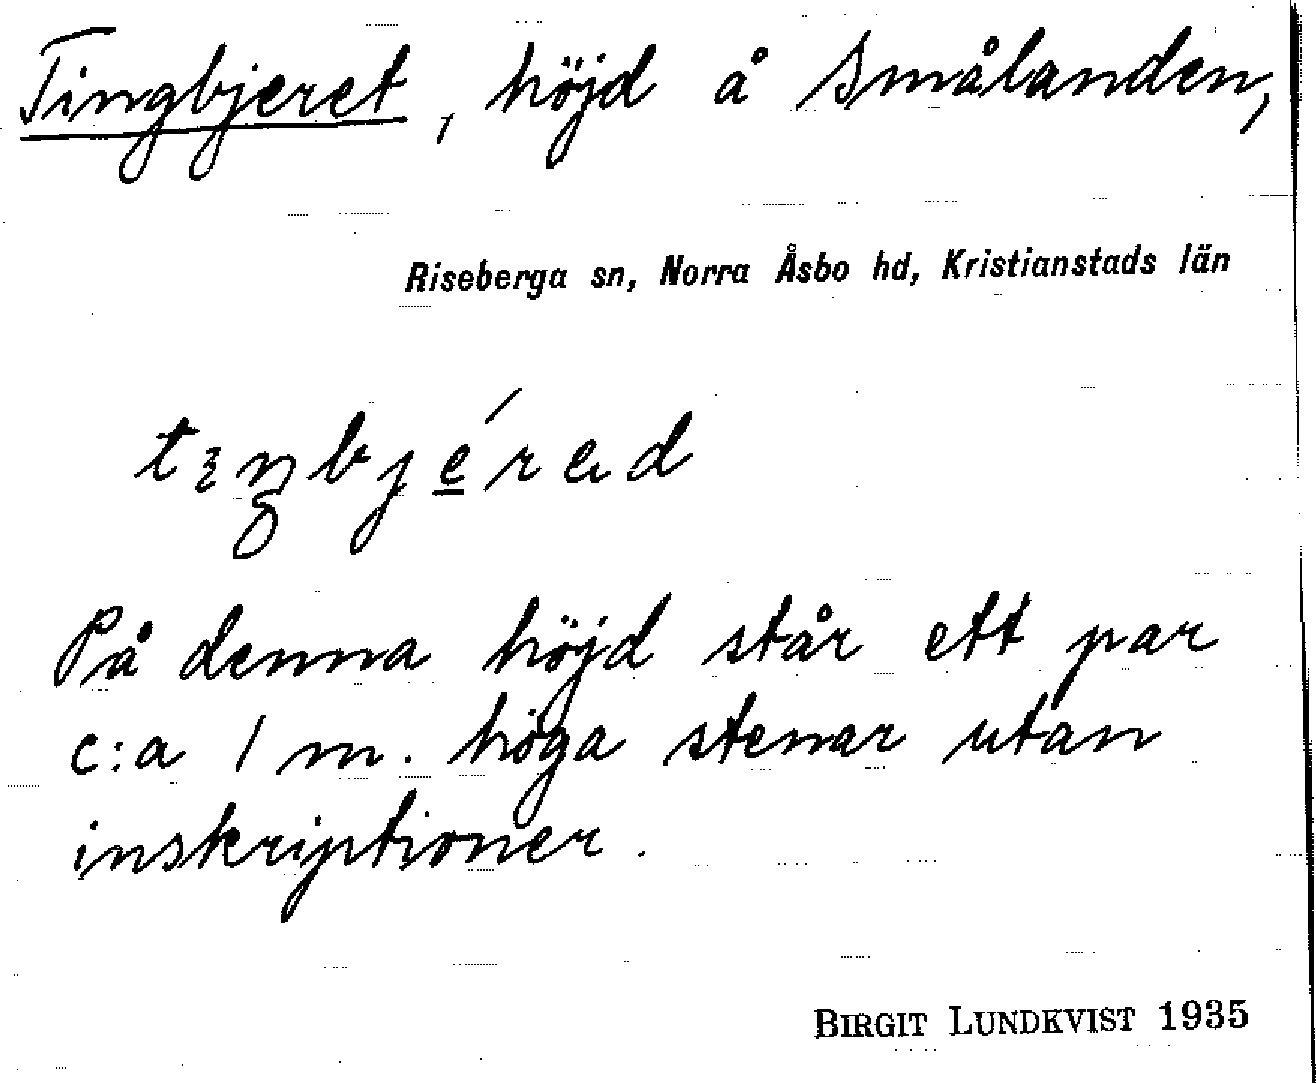 Tingbjeret, höjd å Smålanden,
Riseberga sn, Norra Åsbo hd, Kristianstads län
På denna höjd står ett par
c:a 1 m. höga stenar utan
inskriptioner.
BIRGIT LUNDKVIST 1935